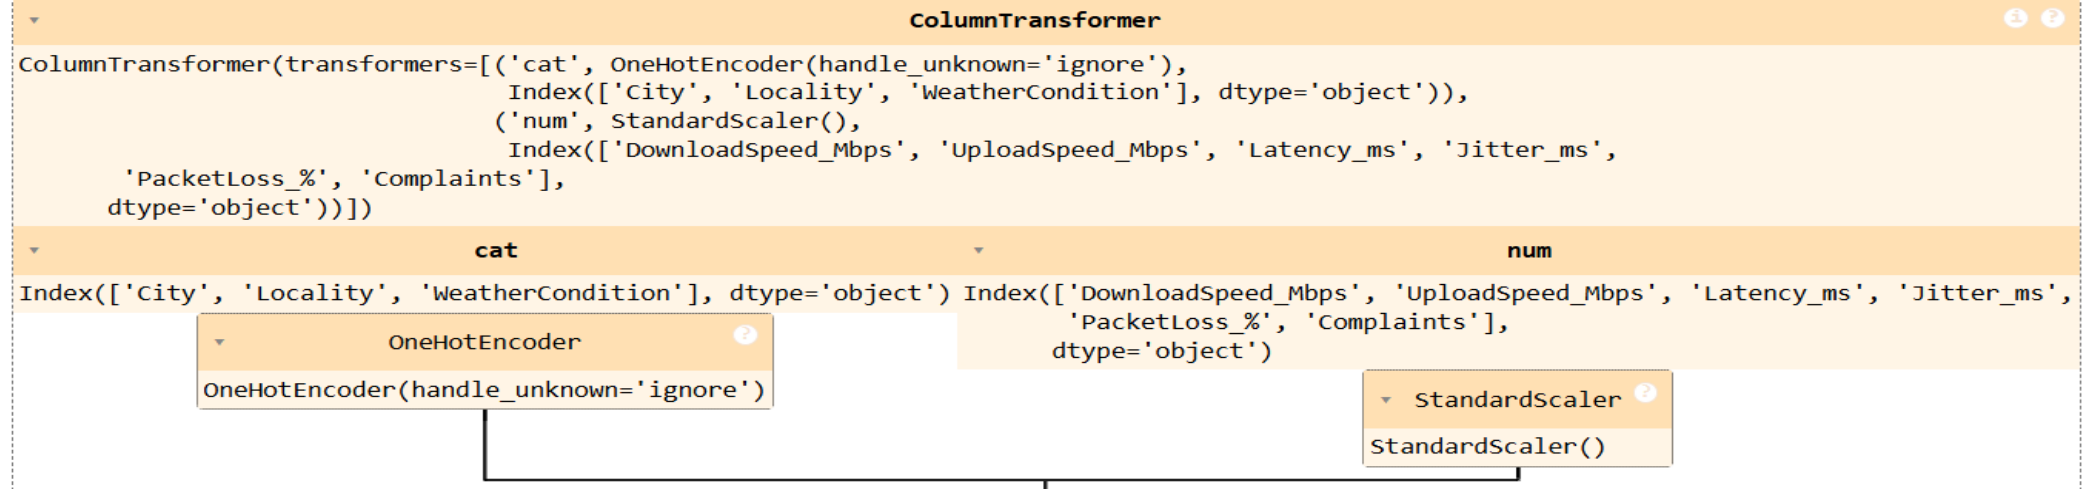 ColumnTransformer
ColumnTransformer(transformers=[('cat', OneHotEncoder(handle_unknown='ignore'),
Index(['City', 'Locality', 'WeatherCondition'], dtype='object')),
('num', StandardScaler(),
Index(['DownloadSpeed_Mbps', 'UploadSpeed_Mbps', 'Latency_ms', 'Jitter_ms',
'PacketLoss_%', 'Complaints'],
dtype='object'))])
cat
Index(['City', 'Locality', 'WeatherCondition'], dtype='object')
OneHotEncoder
?
OneHotEncoder(handle_unknown='ignore')
num
Index(['DownloadSpeed_Mbps', 'UploadSpeed_Mbps', 'Latency_ms', 'Jitter_ms',
'PacketLoss_%', 'Complaints'],
dtype='object')
StandardScaler
?
StandardScaler()